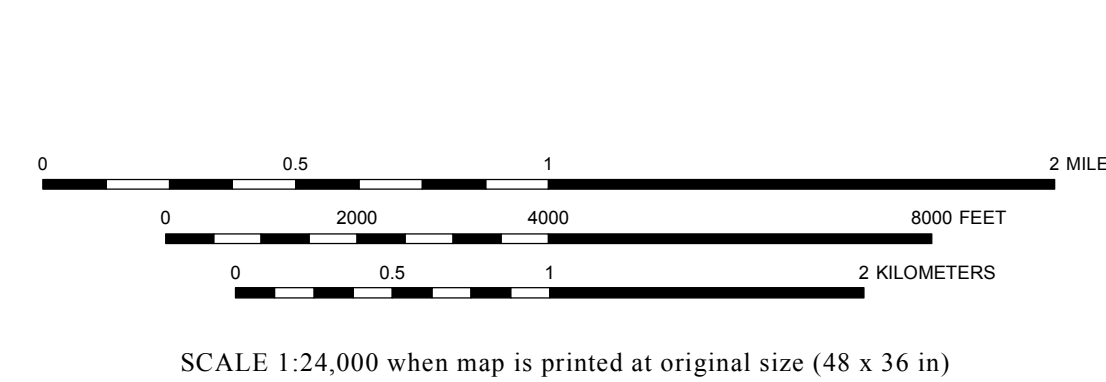 0 0.5 1 2 MILE
0 2000 4000 8000 FEET
0 0.5 1 2 KILOMETERS
SCALE 1:24,000 when map is printed at original size (48 x 36 in)